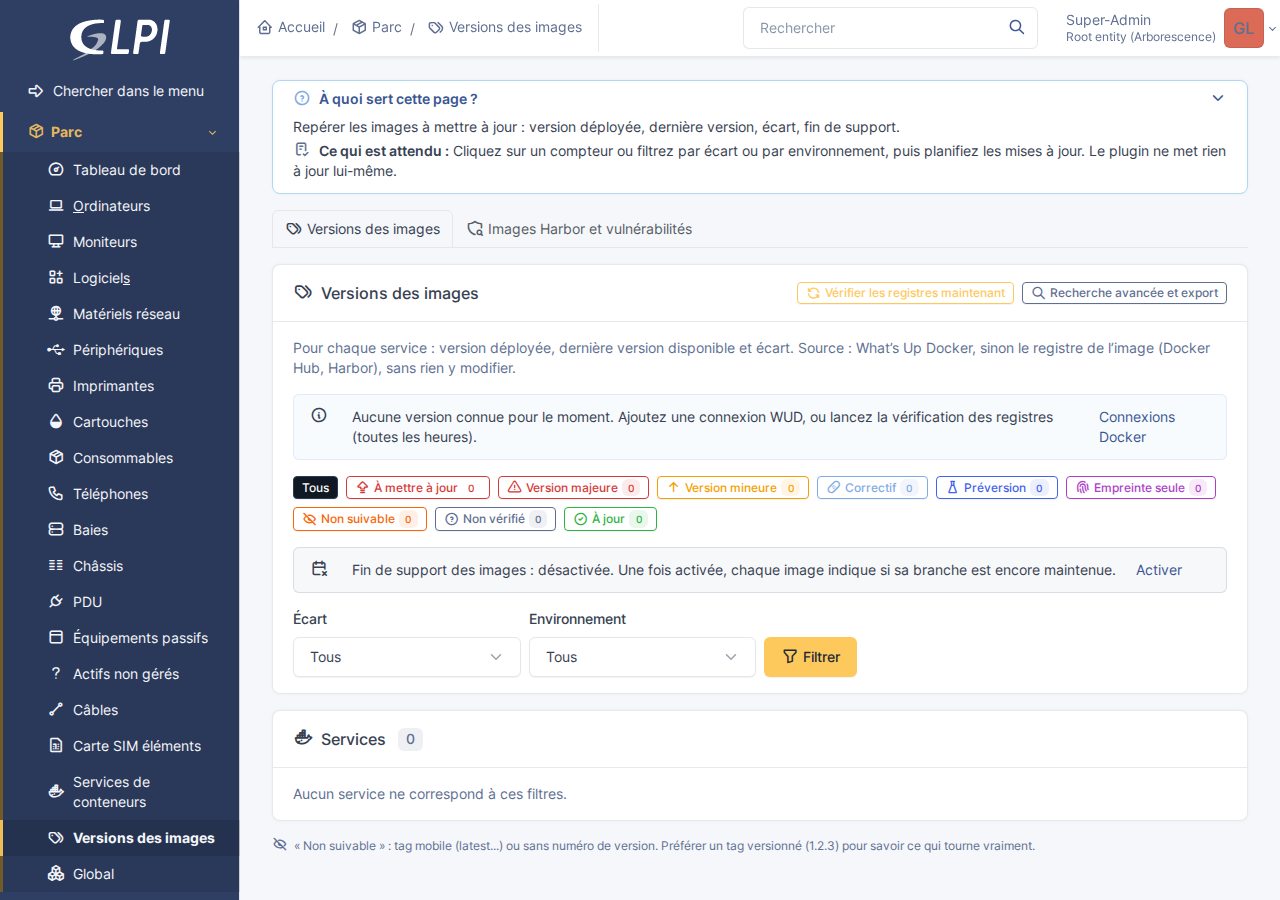 GLPI
Chercher dans le menu
Parc
Tableau de bord
Ordinateurs
Moniteurs
Logiciels
Matériels réseau
Périphériques
Imprimantes
Cartouches
Consommables
Téléphones
Baies
Châssis
PDU
Équipements passifs
Actifs non gérés
Câbles
Carte SIM éléments
Services de
conteneurs
Versions des images
Global
Accueil / Parc / Versions des images
Rechercher
Super-Admin
Root entity (Arborescence)
GL
À quoi sert cette page ?
Repérer les images à mettre à jour : version déployée, dernière version, écart, fin de support.
Ce qui est attendu : Cliquez sur un compteur ou filtrez par écart ou par environnement, puis planifiez les mises à jour. Le plugin ne met rien
à jour lui-même.
Versions des images Images Harbor et vulnérabilités
Versions des images
Vérifier les registres maintenant
Recherche avancée et export
Pour chaque service : version déployée, dernière version disponible et écart. Source : What’s Up Docker, sinon le registre de l’image (Docker
Hub, Harbor), sans rien y modifier.
Aucune version connue pour le moment. Ajoutez une connexion WUD, ou lancez la vérification des registres
(toutes les heures).
Connexions
Docker
Tous À mettre à jour 0 Version majeure 0 Version mineure 0 Correctif 0 Préversion 0 Empreinte seule 0
Non suivable 0 Non vérifié 0 À jour 0
Fin de support des images : désactivée. Une fois activée, chaque image indique si sa branche est encore maintenue. Activer
Écart Environnement
Tous Tous Filtrer
Services 0
Aucun service ne correspond à ces filtres.
« Non suivable » : tag mobile (latest...) ou sans numéro de version. Préférer un tag versionné (1.2.3) pour savoir ce qui tourne vraiment.